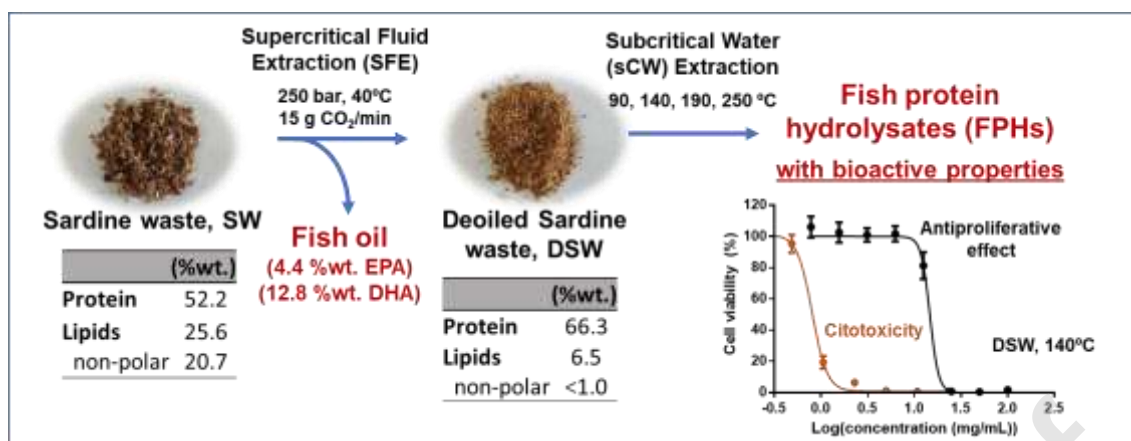 Supercritical Fluid
Extraction (SFE)
250 bar, 40ºC
15 g CO₂/min
Subcritical Water
(sCW) Extraction
90, 140, 190, 250 ºC
Fish protein
hydrolysates (FPHs)
with bioactive properties
Sardine waste, SW
(%wt.)
Protein 52.2
Lipids 25.6
non-polar 20.7
Fish oil
(4.4 %wt. EPA)
(12.8 %wt. DHA)
Deoiled Sardine
waste, DSW
(%wt.)
Protein 66.3
Lipids 6.5
non-polar <1.0
Cell viability (%)
120
100
80
60
40
20
0
Antiproliferative
effect
Citotoxicity
DSW, 140ºC
-0.5 0.0 0.5 1.0 1.5 2.0 2.5
Log(concentration (mg/mL))